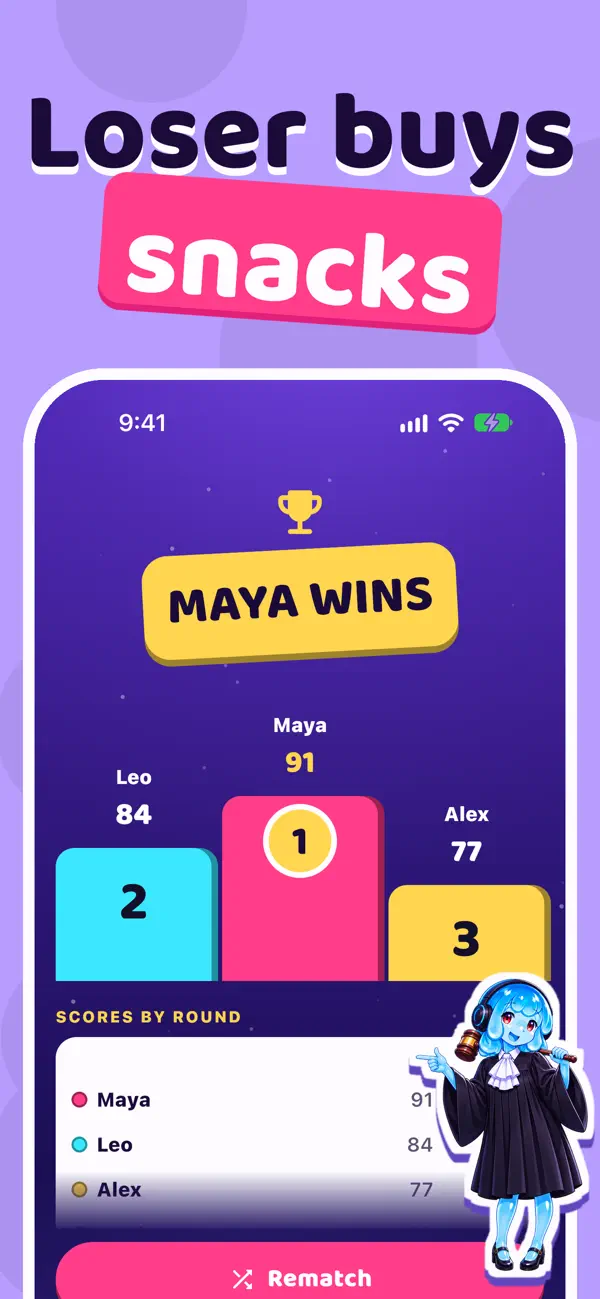 Loser buys
snacks
9:41
MAYA WINS
Maya
91
Leo
84
Alex
77
1
2
3
SCORES BY ROUND
Maya 91
Leo 84
Alex 77
Rematch